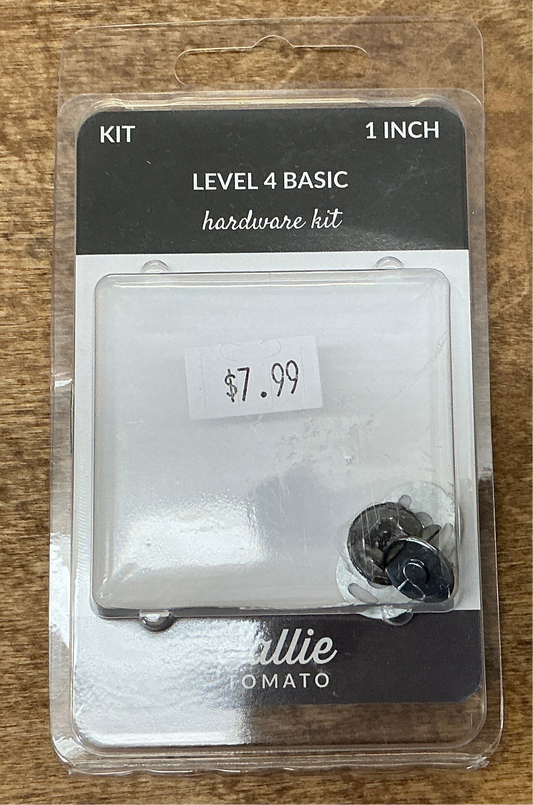 KIT
1 INCH
LEVEL 4 BASIC
hardware kit
$7.99
TOMATO